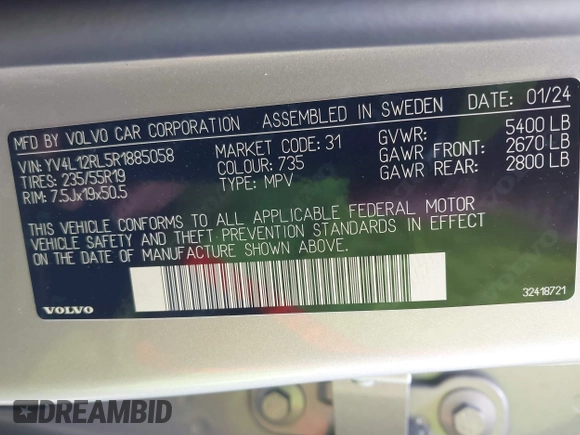 MFD BY VOLVO CAR CORPORATION ASSEMBLED IN SWEDEN DATE: 01/24
VIN: YV4L12RL5R1885058 MARKET CODE: 31 GVWR: 5400 LB
TIRES: 235/55R19 COLOUR: 735 GAWR FRONT: 2670 LB
RIM: 7.5Jx19x50.5 TYPE: MPV GAWR REAR: 2800 LB
THIS VEHICLE CONFORMS TO ALL APPLICABLE FEDERAL MOTOR
VEHICLE SAFETY AND THEFT PREVENTION STANDARDS IN EFFECT
ON THE DATE OF MANUFACTURE SHOWN ABOVE.
32418721
VOLVO
DREAMBID